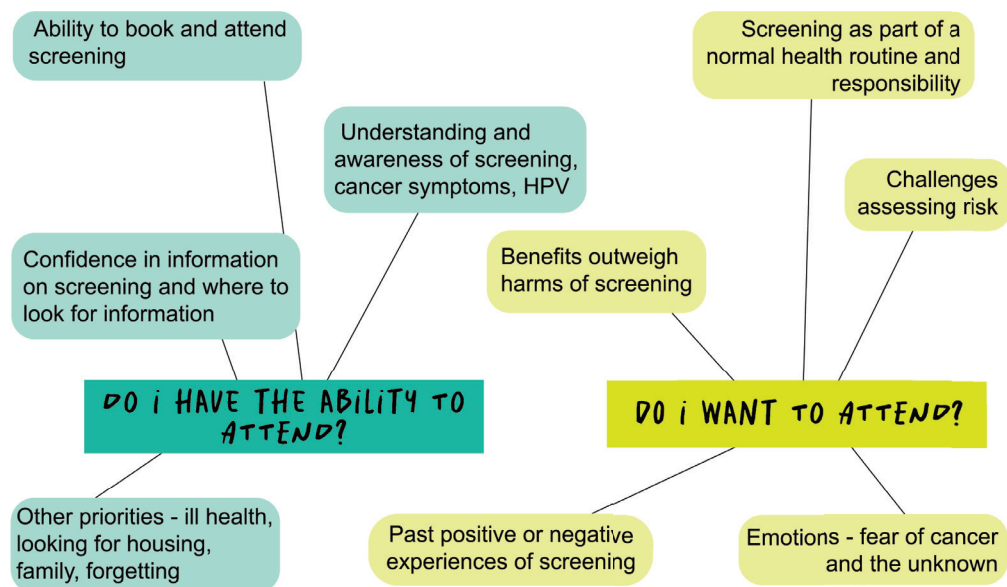 Ability to book and attend
screening
Understanding and
awareness of screening,
cancer symptoms, HPV
Confidence in information
on screening and where to
look for information
DO i HAVE THE ABiLiTY TO
ATTEND?
Other priorities - ill health,
looking for housing,
family, forgetting
Screening as part of a
normal health routine and
responsibility
Challenges
assessing risk
Benefits outweigh
harms of screening
DO i WANT TO ATTEND?
Past positive or negative
experiences of screening
Emotions - fear of cancer
and the unknown